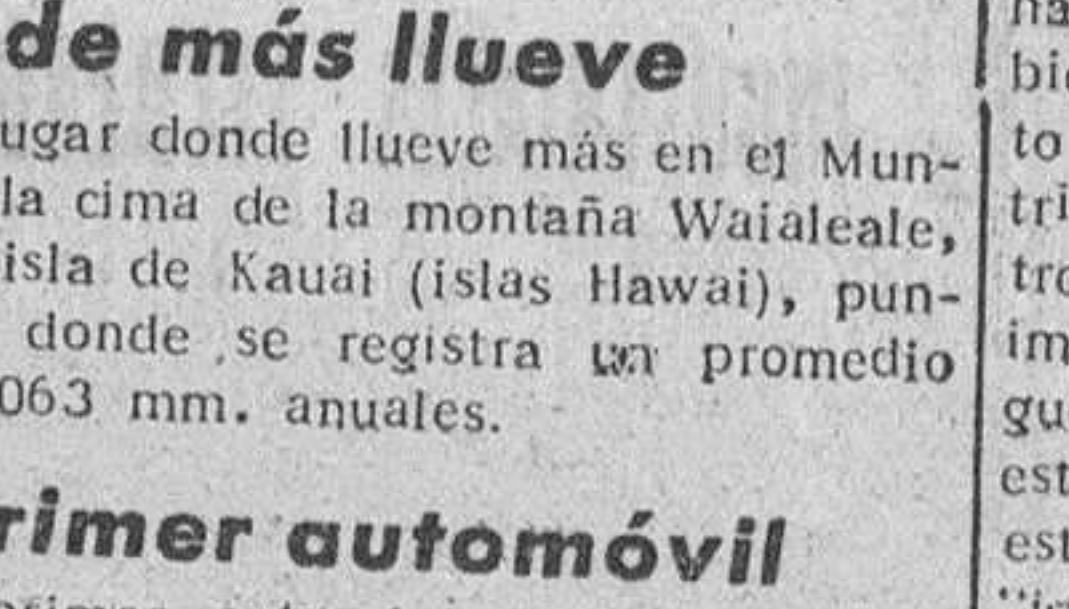 de más llueve
ugar donde llueve más en el Mun-
la cima de la montaña Waialeale,
isla de Kauai (islas Hawai), pun-
donde se registra un promedio
063 mm. anuales.
rimer automóvil
na
bi
to
tri
tro
im
gu
est
est